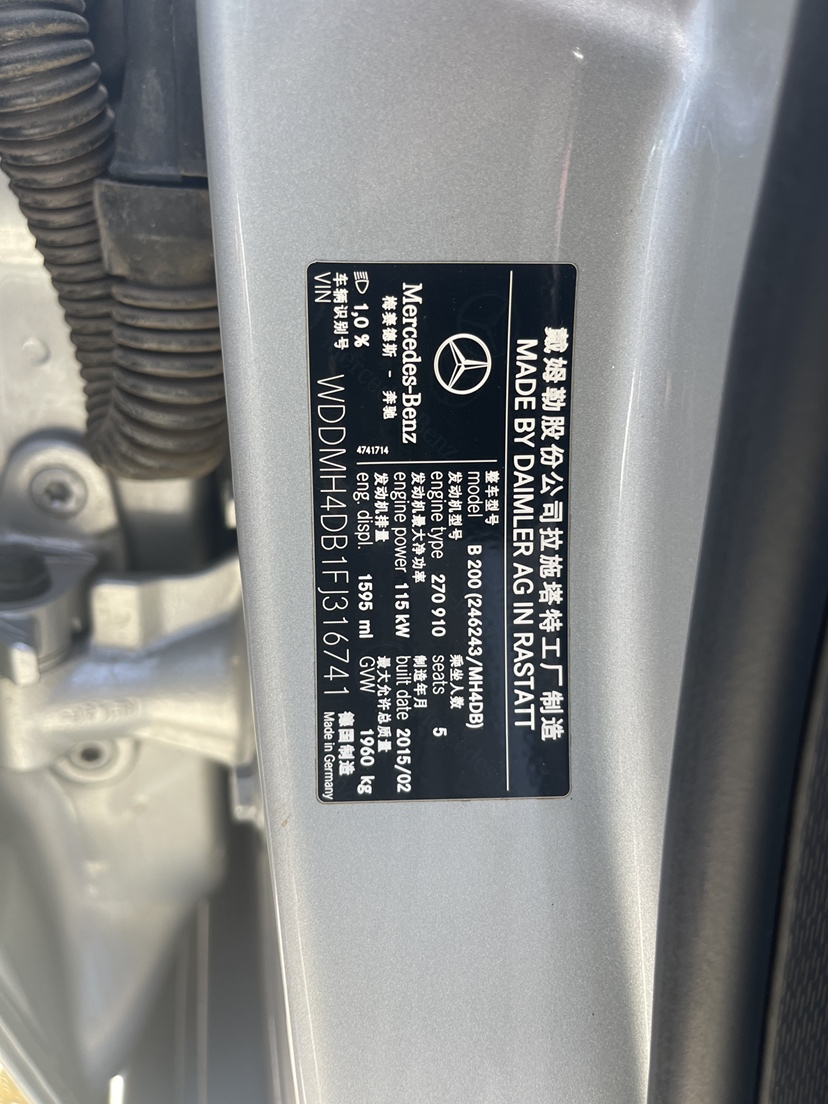 戴姆勒股份公司拉施塔特工厂制造
MADE BY DAIMLER AG IN RASTATT
Mercedes-Benz
梅赛德斯 - 奔驰
1,0 %
4741714
整车型号
model B 200 (246243/MH4DB)
发动机型号 乘坐人数
engine type 270 910 seats 5
发动机最大净功率 制造年月
engine power 115 kW built date 2015/02
发动机排量 最大允许总质量
eng. displ. 1595 ml GVW 1960 kg
车辆识别号
VIN WDDMH4DB1FJ316741
德国制造
Made in Germany